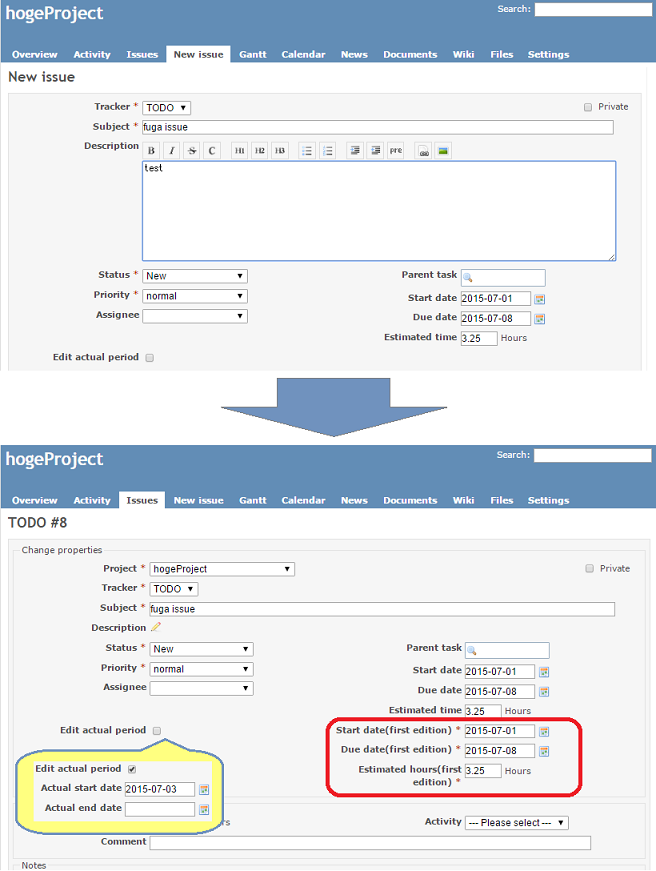 hogeProject
Search:
Overview Activity Issues New issue Gantt Calendar News Documents Wiki Files Settings
New issue
Tracker * TODO Private
Subject * fuga issue
Description B I S C H1 H2 H3 pre
test
Status * New Parent task
Priority * normal Start date 2015-07-01
Assignee Due date 2015-07-08
Estimated time 3.25 Hours
Edit actual period
hogeProject
Search:
Overview Activity Issues New issue Gantt Calendar News Documents Wiki Files Settings
TODO #8
Change properties
Project * hogeProject Private
Tracker * TODO
Subject * fuga issue
Description
Status * New Parent task
Priority * normal Start date 2015-07-01
Assignee Due date 2015-07-08
Estimated time 3.25 Hours
Edit actual period Start date(first edition) * 2015-07-01
Due date(first edition) * 2015-07-08
Estimated hours(first
edition) * 3.25 Hours
Edit actual period
Actual start date 2015-07-03
Actual end date
Activity --- Please select ---
Comment
Notes